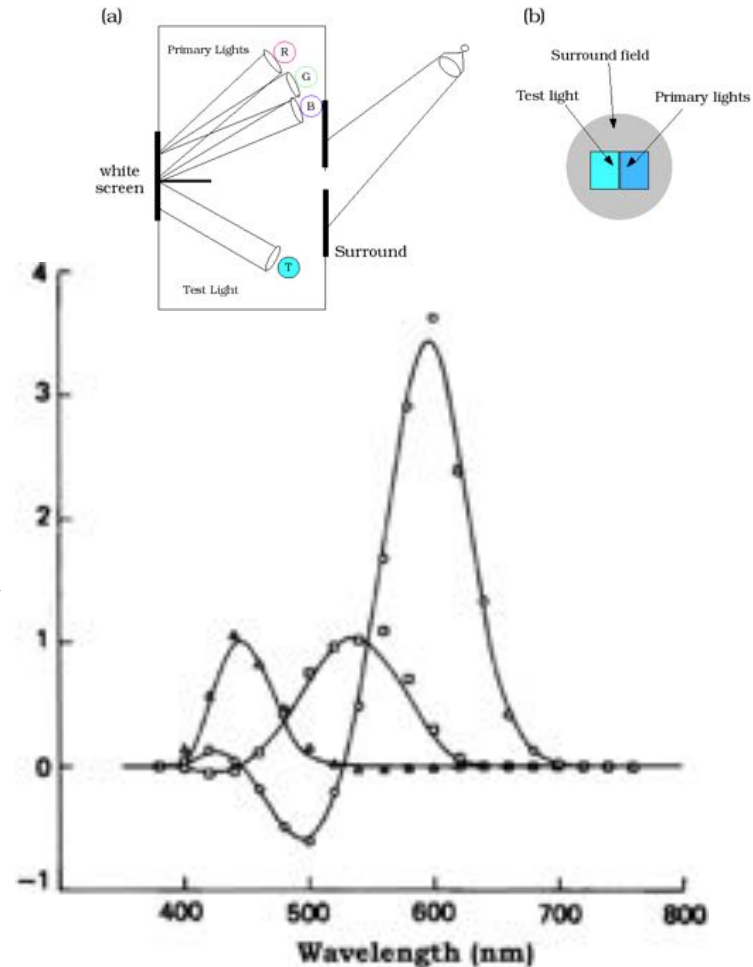 (a)
(b)
Primary Lights
R
G
B
white
screen
Surround
T
Test Light
Surround field
Test light
Primary lights
4
3
2
1
0
−1
400
500
600
700
800
Wavelength (nm)